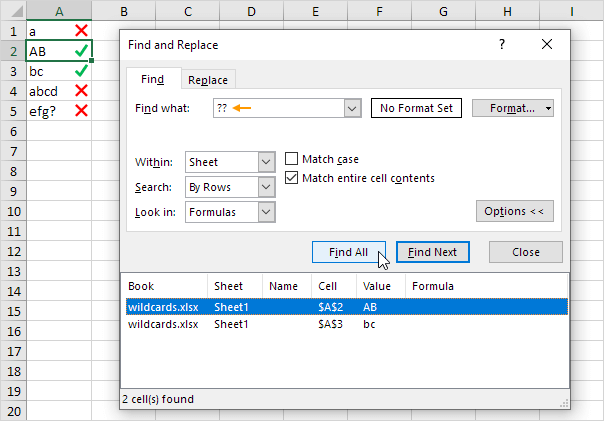 A B C D E F G H I
1 a
2 AB
3 bc
4 abcd
5 efg?
6
7
8
9
10
11
12
13
14
15
16
17
18
19
20
Find and Replace ?
Find Replace
Find what: ?? No Format Set Format...
Within: Sheet Match case
Search: By Rows Match entire cell contents
Look in: Formulas Options <<
Find All Find Next Close
Book Sheet Name Cell Value Formula
wildcards.xlsx Sheet1 $A$2 AB
wildcards.xlsx Sheet1 $A$3 bc
2 cell(s) found